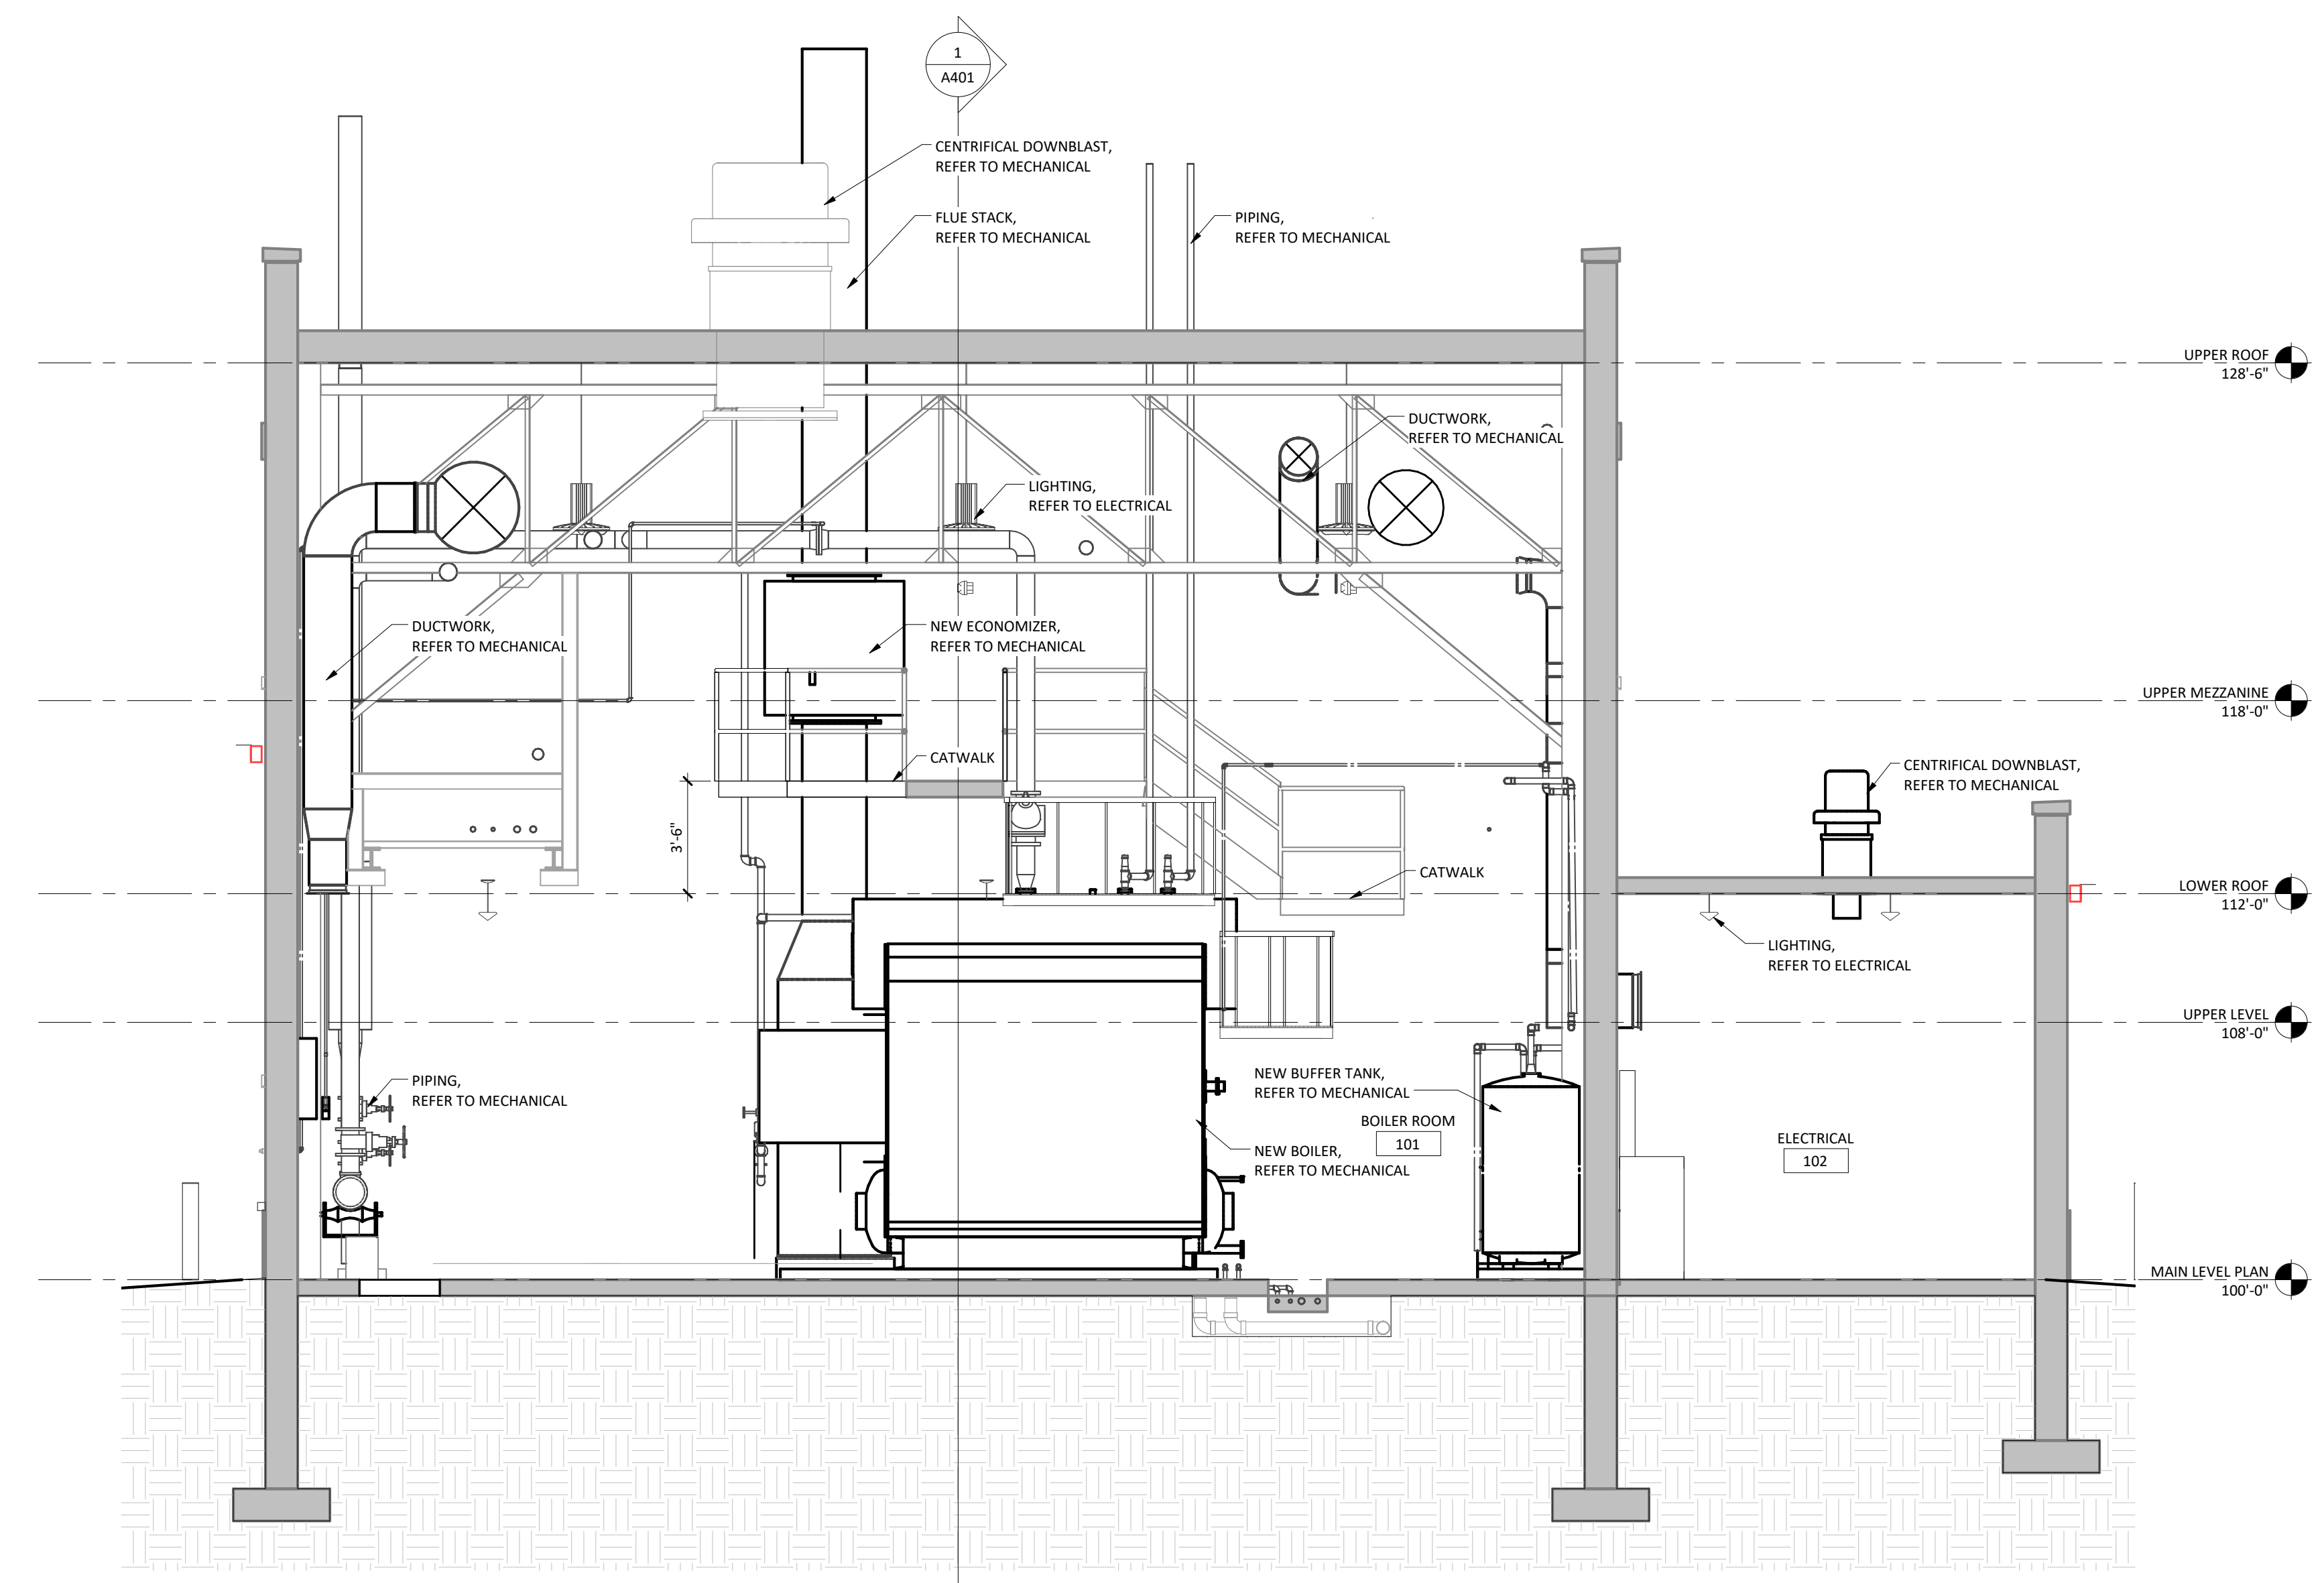 1
A401
CENTRIFICAL DOWNBLAST,
REFER TO MECHANICAL
FLUE STACK,
REFER TO MECHANICAL
PIPING,
REFER TO MECHANICAL
UPPER ROOF
128'-6"
DUCTWORK,
REFER TO MECHANICAL
LIGHTING,
REFER TO ELECTRICAL
DUCTWORK,
REFER TO MECHANICAL
NEW ECONOMIZER,
REFER TO MECHANICAL
UPPER MEZZANINE
118'-0"
CATWALK
CENTRIFICAL DOWNBLAST,
REFER TO MECHANICAL
3'-6"
CATWALK
LOWER ROOF
112'-0"
LIGHTING,
REFER TO ELECTRICAL
UPPER LEVEL
108'-0"
PIPING,
REFER TO MECHANICAL
NEW BUFFER TANK,
REFER TO MECHANICAL
BOILER ROOM
101
NEW BOILER,
REFER TO MECHANICAL
ELECTRICAL
102
MAIN LEVEL PLAN
100'-0"